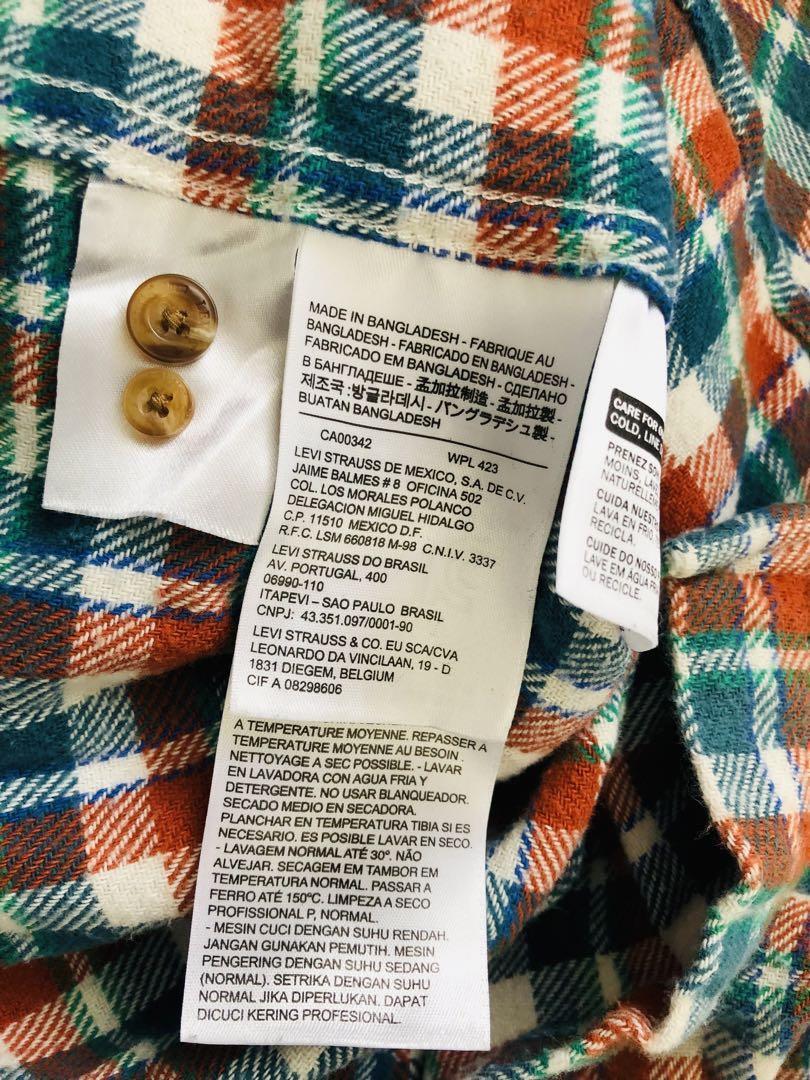 MADE IN BANGLADESH - FABRIQUE AU
BANGLADESH - FABRICADO EN BANGLADESH -
FABRICADO EM BANGLADESH - СДЕЛАНО
В БАНГЛАДЕШЕ - 孟加拉制造 - 孟加拉製 -
제조국 : 방글라데시 - バングラデシュ製 -
BUATAN BANGLADESH
CA00342 WPL 423
LEVI STRAUSS DE MEXICO, S.A. DE C.V.
JAIME BALMES # 8 OFICINA 502
COL. LOS MORALES POLANCO
DELEGACION MIGUEL HIDALGO
C.P. 11510 MEXICO D.F.
R.F.C. LSM 660818 M-98 C.N.I.V. 3337
LEVI STRAUSS DO BRASIL
AV. PORTUGAL, 400
06990-110
ITAPEVI – SAO PAULO BRASIL
CNPJ: 43.351.097/0001-90
LEVI STRAUSS & CO. EU SCA/CVA
LEONARDO DA VINCILAAN, 19 - D
1831 DIEGEM, BELGIUM
CIF A 08298606
A TEMPERATURE MOYENNE. REPASSER A
TEMPERATURE MOYENNE AU BESOIN.
NETTOYAGE A SEC POSSIBLE. - LAVAR
EN LAVADORA CON AGUA FRIA Y
DETERGENTE. NO USAR BLANQUEADOR.
SECADO MEDIO EN SECADORA.
PLANCHAR EN TEMPERATURA TIBIA SI ES
NECESARIO. ES POSIBLE LAVAR EN SECO.
- LAVAGEM NORMAL ATÉ 30º. NÃO
ALVEJAR. SECAGEM EM TAMBOR EM
TEMPERATURA NORMAL. PASSAR A
FERRO ATÉ 150ºC. LIMPEZA A SECO
PROFISSIONAL P, NORMAL.
- MESIN CUCI DENGAN SUHU RENDAH.
JANGAN GUNAKAN PEMUTIH. MESIN
PENGERING DENGAN SUHU SEDANG
(NORMAL). SETRIKA DENGAN SUHU
NORMAL JIKA DIPERLUKAN. DAPAT
DICUCI KERING PROFESIONAL.
CARE FOR
COLD, LINE
PRENEZ
MOINS, LAV
NATURELLE
CUIDA NUEST
LAVA EN FRIO
RECICLA.
CUIDE DO NOSSO
LAVE EM ÁGUA FR
OU RECICLE.